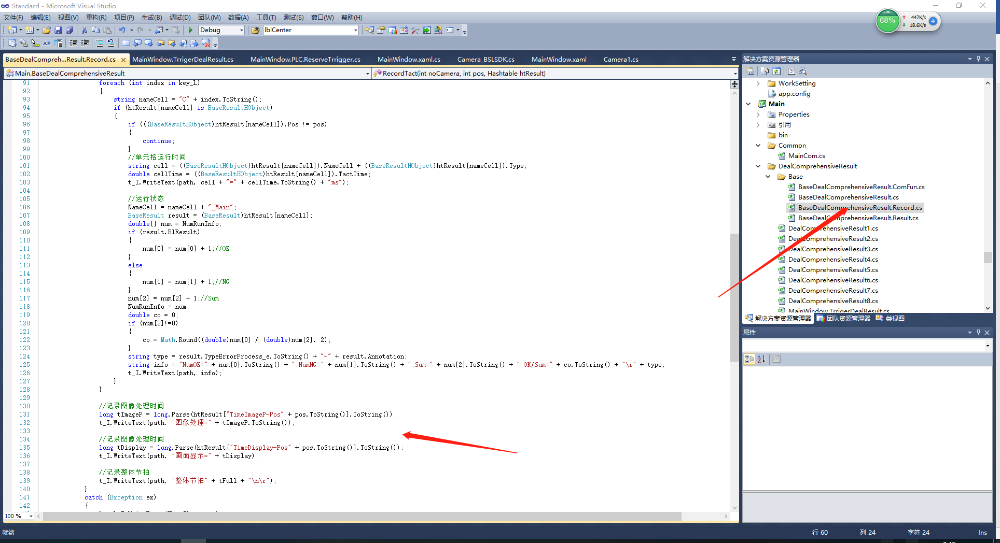 Standard - Microsoft Visual Studio
文件(F) 编辑(E) 视图(V) 重构(R) 项目(P) 生成(B) 调试(D) 团队(M) 数据(A) 工具(T) 测试(S) 窗口(W) 帮助(H)
68% 447K/s
18.6K/s
Debug lblCenter
BaseDealCompreh...Result.Record.cs MainWindow.TrrigerDealResult.cs MainWindow.PLC.ReserveTrrigger.cs MainWindow.xaml.cs Camera_BSLSDK.cs MainWindow.xaml Camera1.cs
Main.BaseDealComprehensiveResult RecordTact(int noCamera, int pos, Hashtable htResult)
91 foreach (int index in key_L)
92 {
93 string nameCell = "C" + index.ToString();
94 if (htResult[nameCell] is BaseResultHObject)
95 {
96 if (((BaseResultHObject)htResult[nameCell]).Pos != pos)
97 {
98 continue;
99 }
100 //单元格运行时间
101 string cell = ((BaseResultHObject)htResult[nameCell]).NameCell + ((BaseResultHObject)htResult[nameCell]).Type;
102 double cellTime = ((BaseResultHObject)htResult[nameCell]).TactTime;
103 t_I.WriteText(path, cell + "=" + cellTime.ToString() + "ms");
104
105 //运行状态
106 NameCell = nameCell + "_Main";
107 BaseResult result = (BaseResult)htResult[nameCell];
108 double[] num = NumRunInfo;
109 if (result.BlResult)
110 {
111 num[0] = num[0] + 1;//OK
112 }
113 else
114 {
115 num[1] = num[1] + 1;//NG
116 }
117 num[2] = num[2] + 1;//Sum
118 NumRunInfo = num;
119 double co = 0;
120 if (num[2]!=0)
121 {
122 co = Math.Round((double)num[0] / (double)num[2], 2);
123 }
124 string type = result.TypeErrorProcess_e.ToString() + "-" + result.Annotation;
125 string info = "NumOK=" + num[0].ToString() + ";NumNG=" + num[1].ToString() + ";Sum=" + num[2].ToString() + ";OK/Sum=" + co.ToString() + "\r" + type;
126 t_I.WriteText(path, info);
127 }
128 }
129
130 //记录图像处理时间
131 long tImageP = long.Parse(htResult["TimeImageP-Pos" + pos.ToString()].ToString());
132 t_I.WriteText(path, "图像处理=" + tImageP.ToString());
133
134 //记录图像处理时间
135 long tDisplay = long.Parse(htResult["TimeDisplay-Pos" + pos.ToString()].ToString());
136 t_I.WriteText(path, "画面显示=" + tDisplay);
137
138 //记录整体节拍
139 t_I.WriteText(path, "整体节拍" + tFull + "\n\r");
140 }
141 catch (Exception ex)
142 {
100 %
解决方案资源管理器
WorkSetting
app.config
Main
Properties
引用
bin
Common
MainCom.cs
DealComprehensiveResult
Base
BaseDealComprehensiveResult.ComFun.cs
BaseDealComprehensiveResult.cs
BaseDealComprehensiveResult.Record.cs
BaseDealComprehensiveResult.Result.cs
DealComprehensiveResult1.cs
DealComprehensiveResult2.cs
DealComprehensiveResult3.cs
DealComprehensiveResult4.cs
DealComprehensiveResult5.cs
DealComprehensiveResult6.cs
DealComprehensiveResult7.cs
DealComprehensiveResult8.cs
MainWindow.TrrigerDealResult.cs
解决方案资源管理器 团队资源管理器 类视图
属性
就绪 行 60 列 24 字符 24 Ins